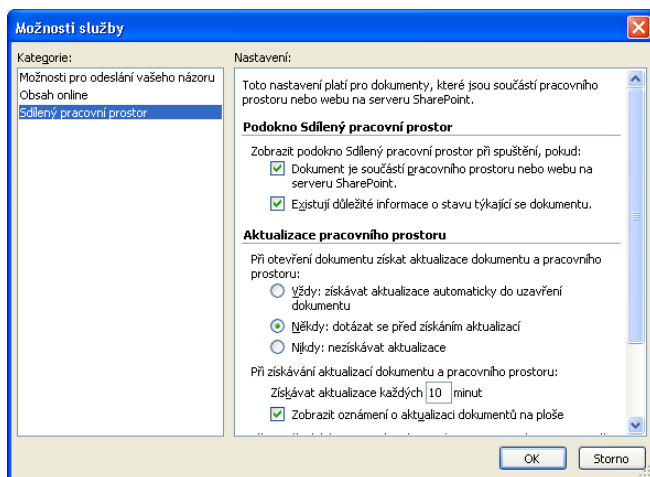 Možnosti služby
Kategorie:
Možnosti pro odeslání vašeho názoru
Obsah online
Sdílený pracovní prostor
Nastavení:
Toto nastavení platí pro dokumenty, které jsou součástí pracovního
prostoru nebo webu na serveru SharePoint.
Podokno Sdílený pracovní prostor
Zobrazit podokno Sdílený pracovní prostor při spuštění, pokud:
Dokument je součástí pracovního prostoru nebo webu na
serveru SharePoint.
Existují důležité informace o stavu týkající se dokumentu.
Aktualizace pracovního prostoru
Při otevření dokumentu získat aktualizace dokumentu a pracovního
prostoru:
Vždy: získávat aktualizace automaticky do uzavření
dokumentu
Někdy: dotázat se před získáním aktualizací
Nikdy: nezískávat aktualizace
Při získávání aktualizací dokumentu a pracovního prostoru:
Získávat aktualizace každých 10 minut
Zobrazit oznámení o aktualizaci dokumentů na ploše
OK
Storno